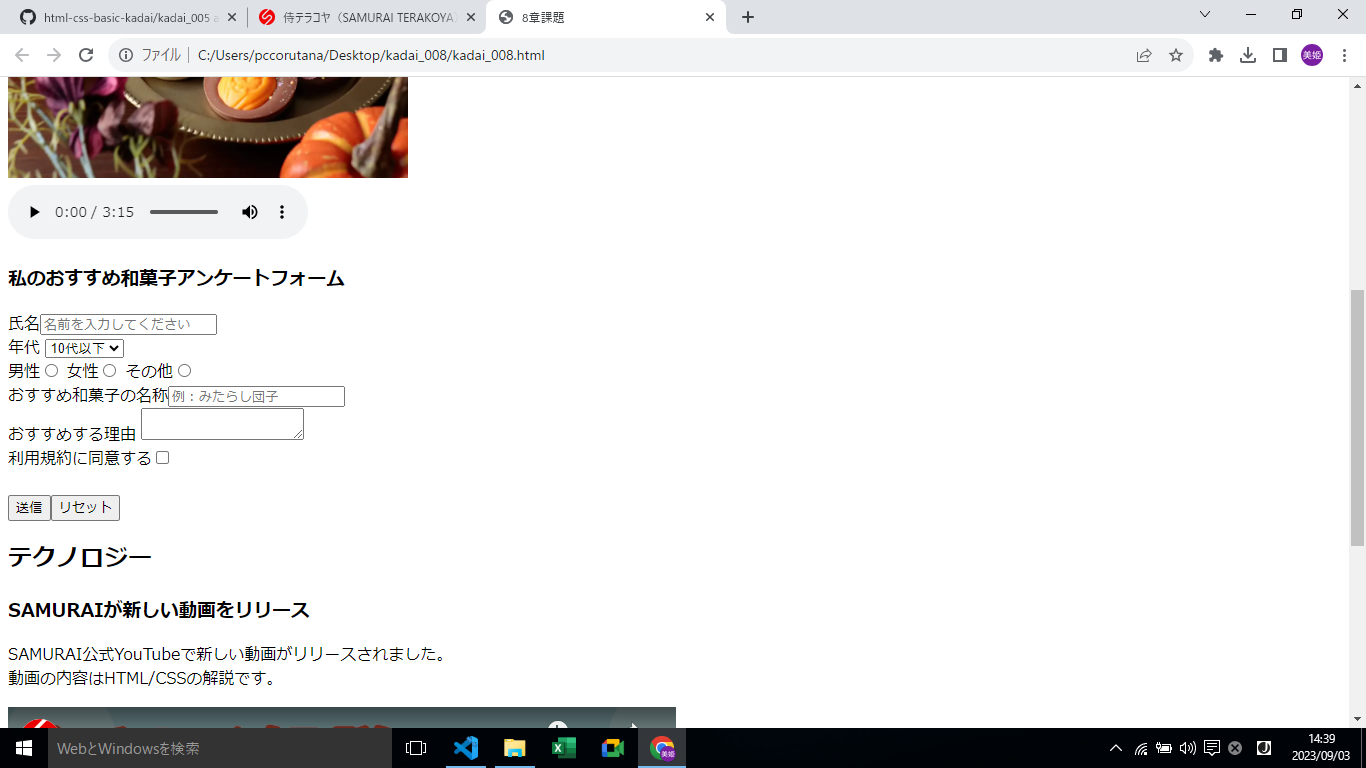 html-css-basic-kadai/kadai_005 a
侍テラコヤ（SAMURAI TERAKOYA）
8章課題
ファイル
C:/Users/pccorutana/Desktop/kadai_008/kadai_008.html
美姫
0:00 / 3:15
私のおすすめ和菓子アンケートフォーム
氏名 名前を入力してください
年代 10代以下
男性 女性 その他
おすすめ和菓子の名称 例：みたらし団子
おすすめする理由
利用規約に同意する
送信 リセット
テクノロジー
SAMURAIが新しい動画をリリース
SAMURAI公式YouTubeで新しい動画がリリースされました。
動画の内容はHTML/CSSの解説です。
WebとWindowsを検索
美姫
14:39
2023/09/03